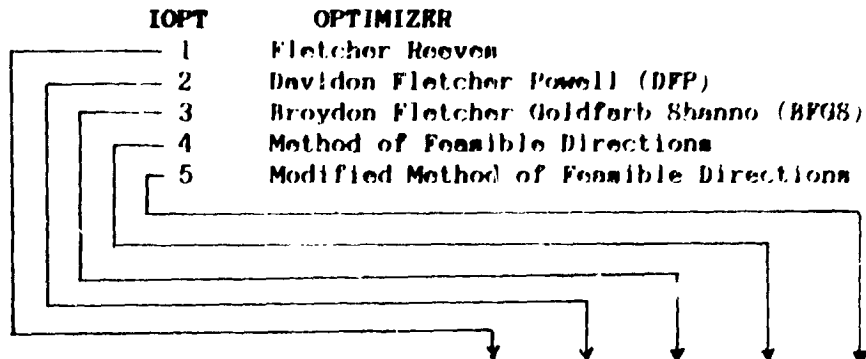 IOPT OPTIMIZER
1 Fletcher Reeves
2 Davidon Fletcher Powell (DFP)
3 Broydon Fletcher Goldfarb Shanno (BFGS)
4 Method of Feasible Directions
5 Modified Method of Feasible Directions